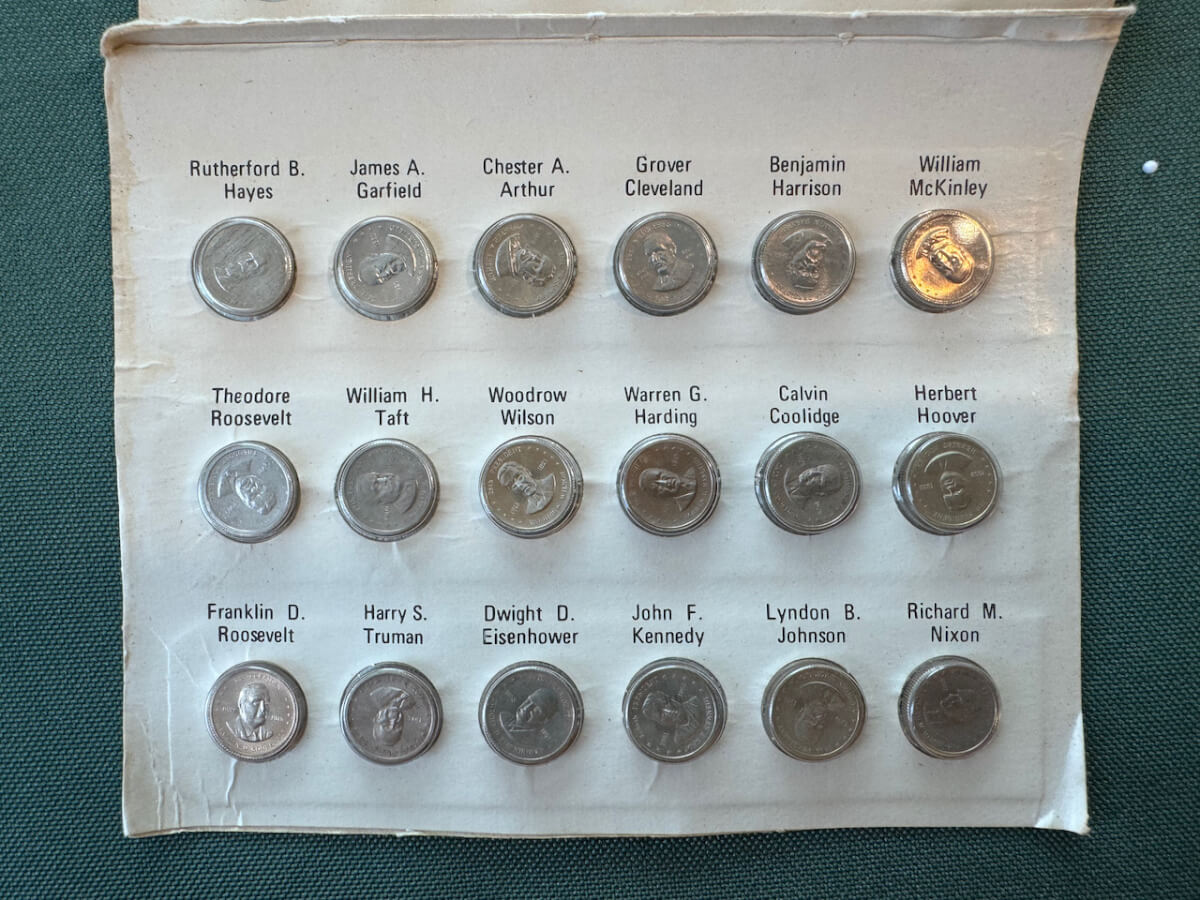 Rutherford B.
Hayes
James A.
Garfield
Chester A.
Arthur
Grover
Cleveland
Benjamin
Harrison
William
McKinley
Theodore
Roosevelt
William H.
Taft
Woodrow
Wilson
Warren G.
Harding
Calvin
Coolidge
Herbert
Hoover
Franklin D.
Roosevelt
Harry S.
Truman
Dwight D.
Eisenhower
John F.
Kennedy
Lyndon B.
Johnson
Richard M.
Nixon